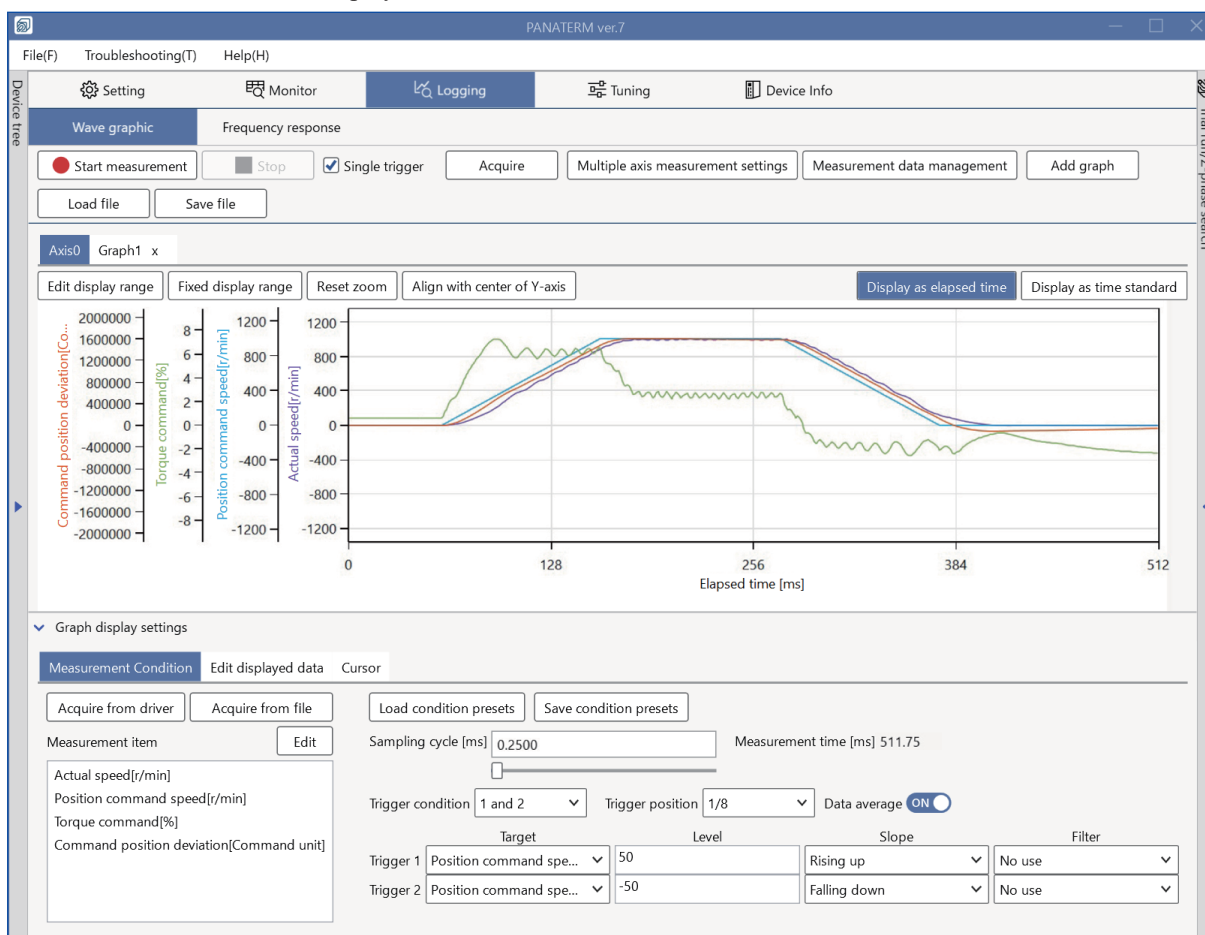 PANATERM ver.7
File(F) Troubleshooting(T) Help(H)
Device tree
Setting Monitor Logging Tuning Device Info
Wave graphic Frequency response
Start measurement Stop Single trigger Acquire Multiple axis measurement settings Measurement data management Add graph
Load file Save file
Axis0 Graph1 x
Edit display range Fixed display range Reset zoom Align with center of Y-axis Display as elapsed time Display as time standard
Command position deviation[Co...
2000000
1600000
1200000
800000
400000
0
-400000
-800000
-1200000
-1600000
-2000000
Torque command[%]
8
6
4
2
0
-2
-4
-6
-8
Position command speed[r/min]
1200
800
400
0
-400
-800
-1200
Actual speed[r/min]
1200
800
400
0
-400
-800
-1200
0 128 256 384 512
Elapsed time [ms]
Graph display settings
Measurement Condition Edit displayed data Cursor
Acquire from driver Acquire from file Load condition presets Save condition presets
Measurement item Edit Sampling cycle [ms] 0.2500 Measurement time [ms] 511.75
Actual speed[r/min]
Position command speed[r/min]
Torque command[%]
Command position deviation[Command unit]
Trigger condition 1 and 2 Trigger position 1/8 Data average ON
Target Level Slope Filter
Trigger 1 Position command spe... 50 Rising up No use
Trigger 2 Position command spe... -50 Falling down No use